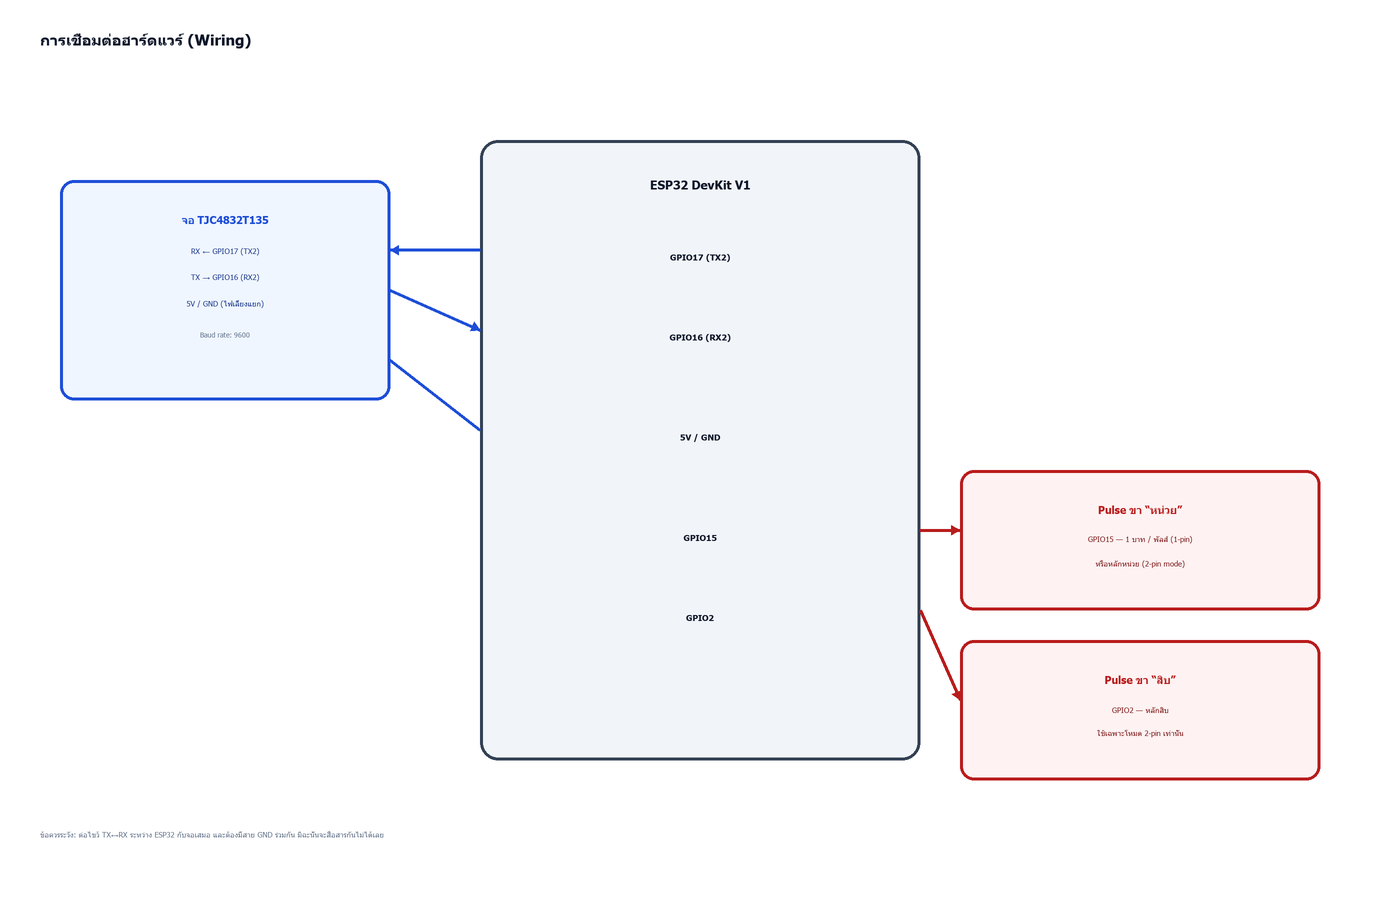 การเชื่อมต่อฮาร์ดแวร์ (Wiring)
ESP32 DevKit V1
จอ TJC4832T135
RX ← GPIO17 (TX2)
TX → GPIO16 (RX2)
5V / GND (ไฟเลี้ยงแยก)
Baud rate: 9600
GPIO17 (TX2)
GPIO16 (RX2)
5V / GND
GPIO15
GPIO2
Pulse ขา “หน่วย”
GPIO15 — 1 บาท / พัลส์ (1-pin)
หรือหลักหน่วย (2-pin mode)
Pulse ขา “สิบ”
GPIO2 — หลักสิบ
ใช้เฉพาะโหมด 2-pin เท่านั้น
ข้อควรระวัง: ต่อไขว้ TX↔RX ระหว่าง ESP32 กับจอเสมอ และต้องมีสาย GND ร่วมกัน มิฉะนั้นจะสื่อสารกันไม่ได้เลย